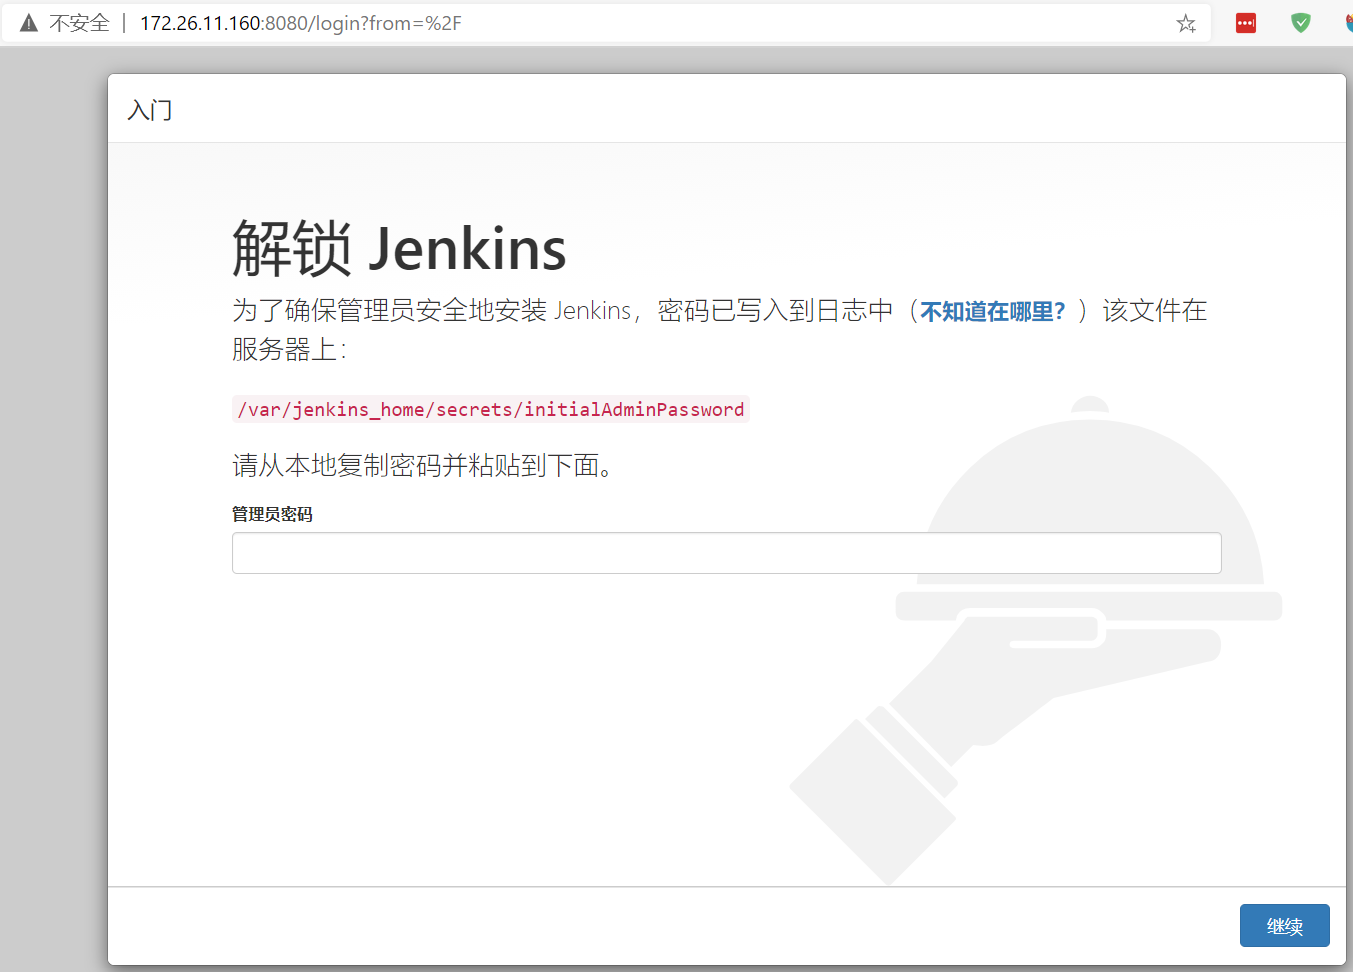 不安全 | 172.26.11.160:8080/login?from=%2F
入门
解锁 Jenkins
为了确保管理员安全地安装 Jenkins，密码已写入到日志中（不知道在哪里？）该文件在
服务器上：
/var/jenkins_home/secrets/initialAdminPassword
请从本地复制密码并粘贴到下面。
管理员密码
继续